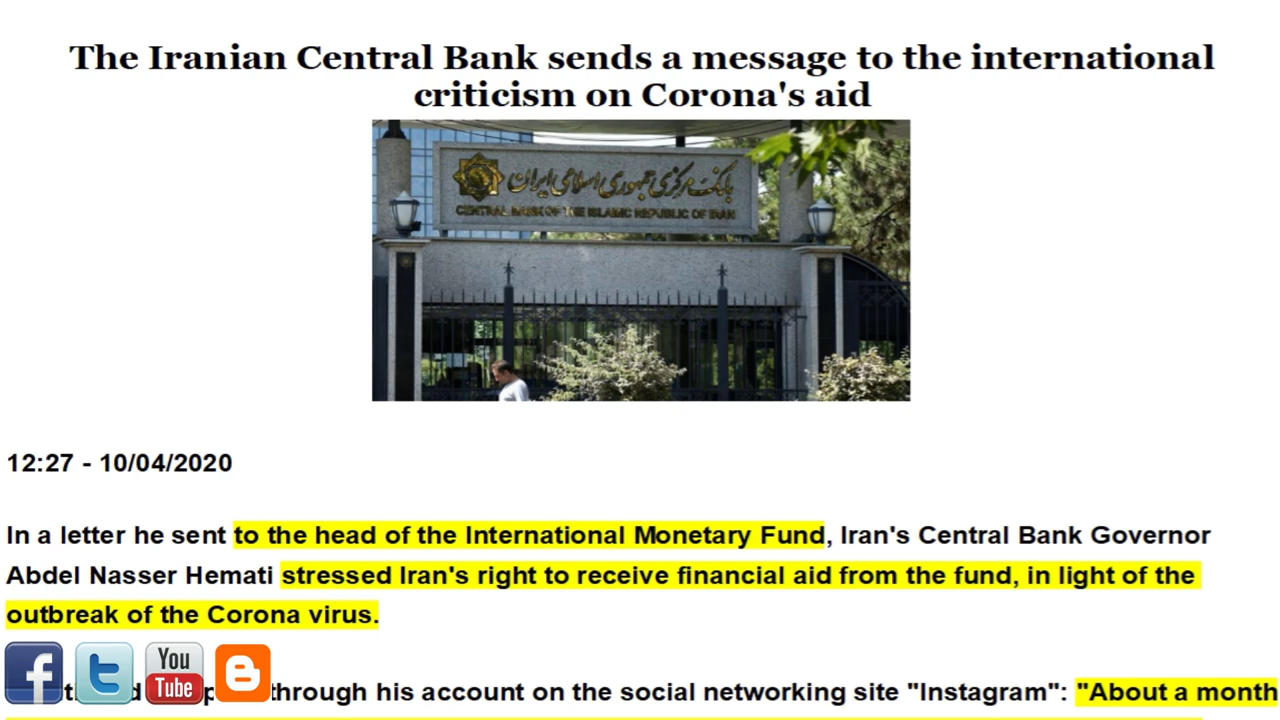 The Iranian Central Bank sends a message to the international
criticism on Corona's aid
بانک مرکزی جمهوری اسلامی ایران
CENTRAL BANK OF THE ISLAMIC REPUBLIC OF IRAN
12:27 - 10/04/2020
In a letter he sent to the head of the International Monetary Fund, Iran's Central Bank Governor
Abdel Nasser Hemati stressed Iran's right to receive financial aid from the fund, in light of the
outbreak of the Corona virus.
through his account on the social networking site "Instagram": "About a month
You
Tube